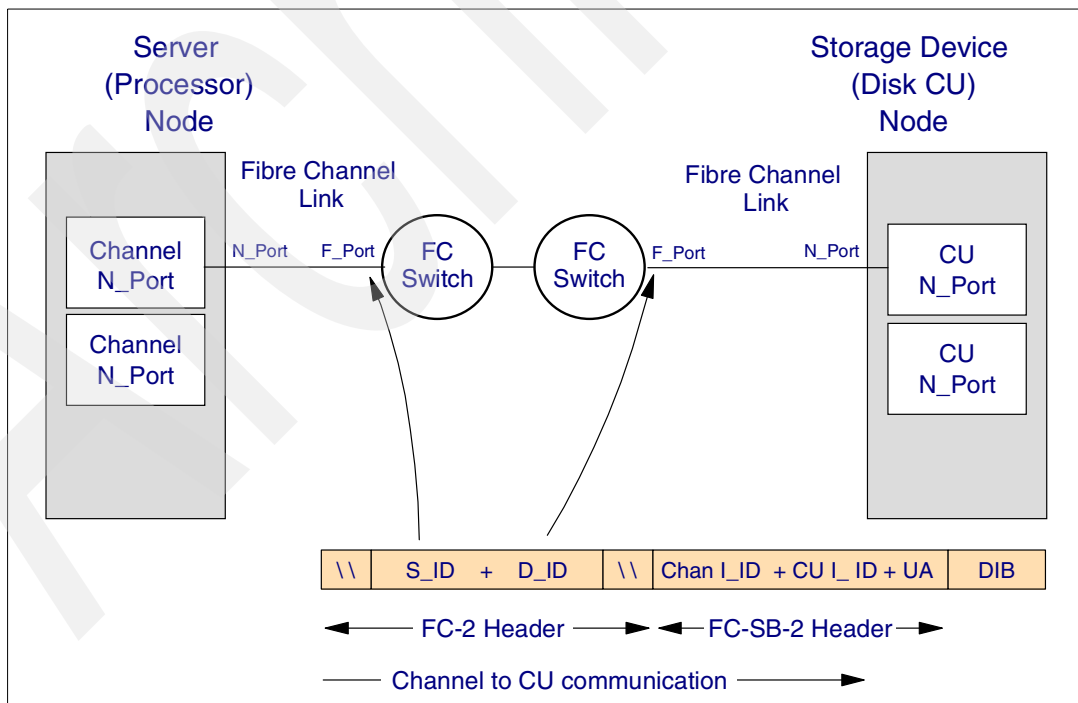 Server
(Processor)
Node
Storage Device
(Disk CU)
Node
Fibre Channel
Link
Fibre Channel
Link
Channel
N_Port
N_Port
F_Port
FC
Switch
FC
Switch
F_Port
N_Port
CU
N_Port
Channel
N_Port
CU
N_Port
\ \ S_ID + D_ID \ \ Chan I_ID + CU I_ ID + UA DIB
FC-2 Header
FC-SB-2 Header
Channel to CU communication